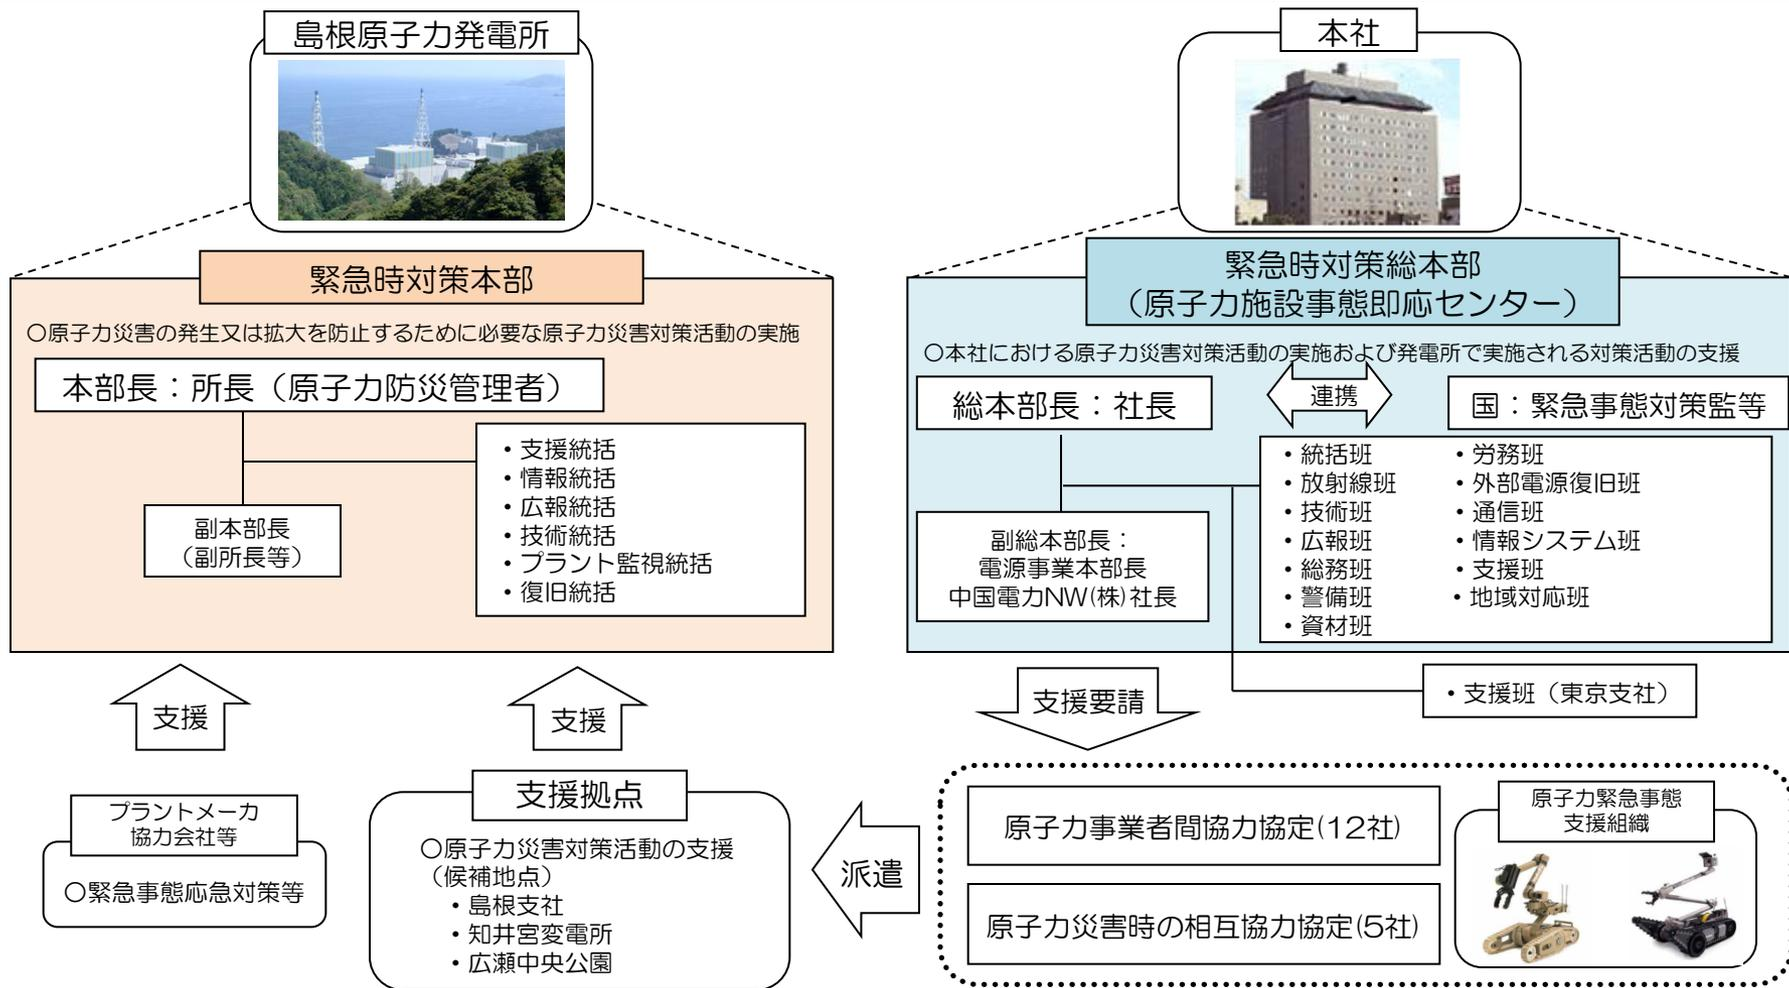 島根原子力発電所
緊急時対策本部
〇原子力災害の発生又は拡大を防止するために必要な原子力災害対策活動の実施
本部長:所長(原子力防災管理者)
・支援統括
・情報統括
・広報統括
・技術統括
・プラント監視統括
・復旧統括
副本部長
(副所長等)
本社
緊急時対策総本部
(原子力施設事態即応センター)
〇本社における原子力災害対策活動の実施および発電所で実施される対策活動の支援
総本部長:社長
連携
国:緊急事態対策監等
・統括班
・放射線班
・技術班
・広報班
・総務班
・警備班
・資材班
・労務班
・外部電源復旧班
・通信班
・情報システム班
・支援班
・地域対応班
副総本部長:
電源事業本部長
中国電力NW(株)社長
・支援班(東京支社)
支援
支援
支援要請
プラントメーカ
協力会社等
〇緊急事態応急対策等
支援拠点
〇原子力災害対策活動の支援
(候補地点)
・島根支社
・知井宮変電所
・広瀬中央公園
派遣
原子力事業者間協力協定(12社)
原子力災害時の相互協力協定(5社)
原子力緊急事態
支援組織